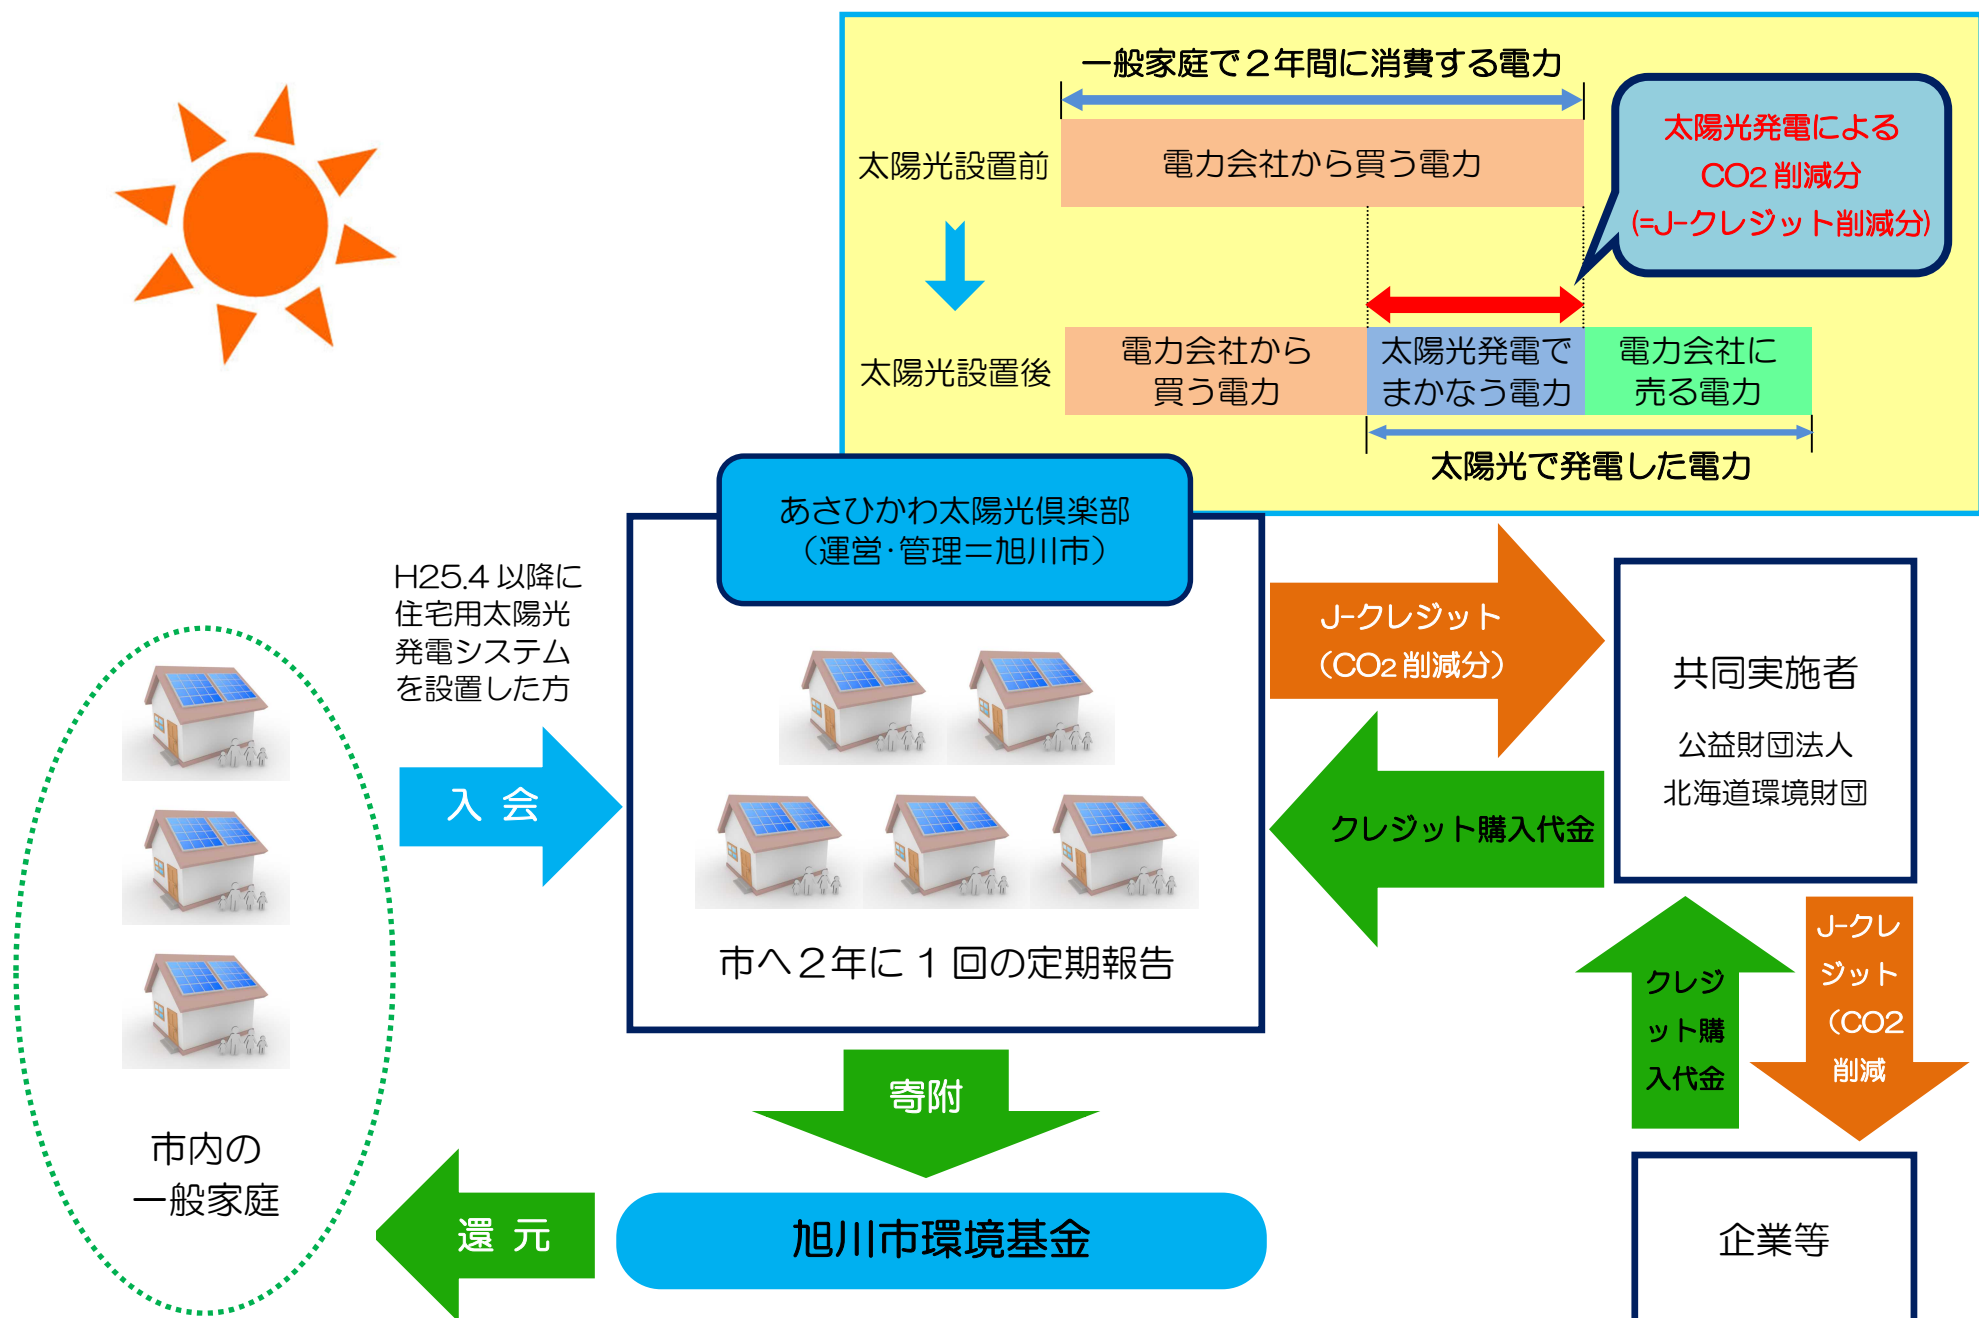 一般家庭で２年間に消費する電力
太陽光設置前
電力会社から買う電力
太陽光発電による
CO2 削減分
(=J-クレジット削減分)
太陽光設置後
電力会社から
買う電力
太陽光発電で
まかなう電力
電力会社に
売る電力
太陽光で発電した電力
あさひかわ太陽光倶楽部
（運営・管理＝旭川市）
H25.4 以降に
住宅用太陽光
発電システム
を設置した方
入 会
市へ２年に１回の定期報告
J-クレジット
（CO2 削減分）
クレジット購入代金
共同実施者
公益財団法人
北海道環境財団
クレジ
ット購
入代金
J-クレ
ジット
（CO2
削減
企業等
寄附
旭川市環境基金
還 元
市内の
一般家庭